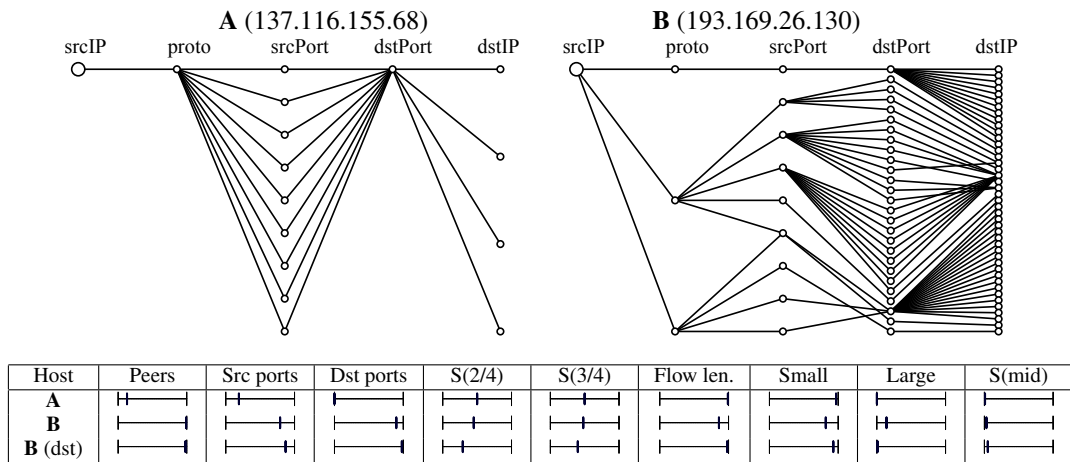 A (137.116.155.68)
srcIP proto srcPort dstPort dstIP
B (193.169.26.130)
srcIP proto srcPort dstPort dstIP
Host Peers Src ports Dst ports S(2/4) S(3/4) Flow len. Small Large S(mid)
A
B
B (dst)